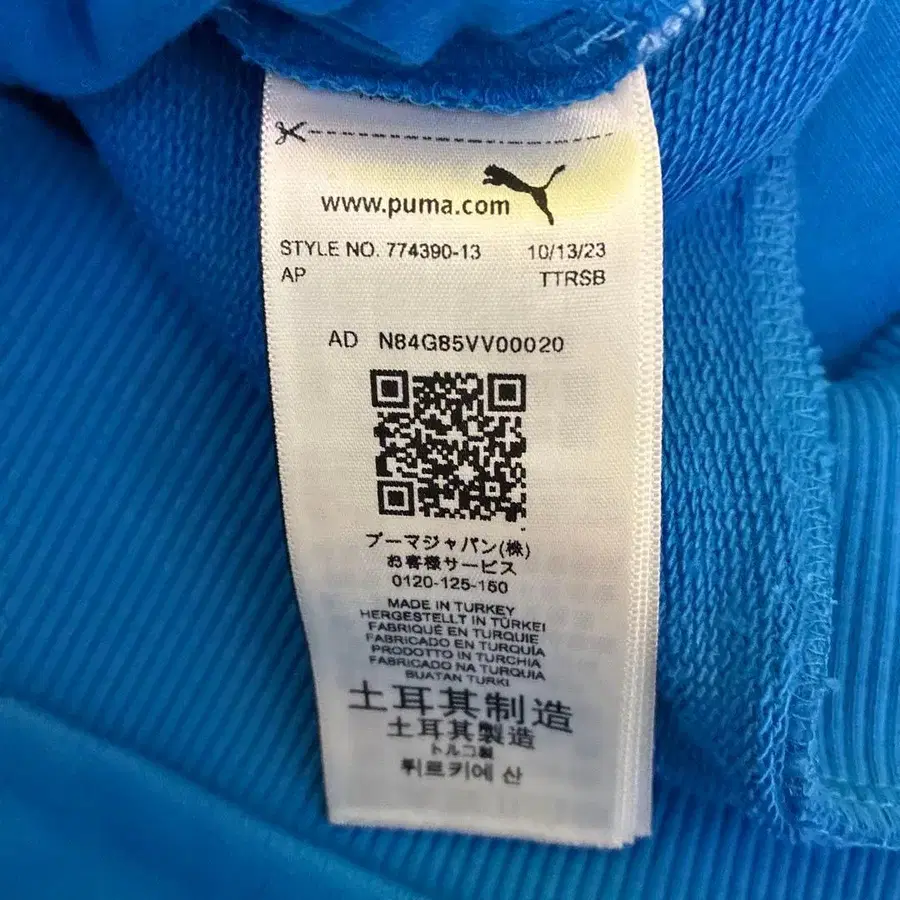 www.puma.com
STYLE NO. 774390-13 10/13/23
AP TTRSB
AD N84G85VV00020
プーマジャパン(株)
お客様サービス
0120-125-150
MADE IN TURKEY
HERGESTELLT IN TÜRKEI
FABRIQUÉ EN TURQUIE
FABRICADO EN TURQUÍA
PRODOTTO IN TURCHIA
FABRICADO NA TURQUIA
BUATAN TURKI
土耳其制造
土耳其製造
トルコ製
튀르키예 산